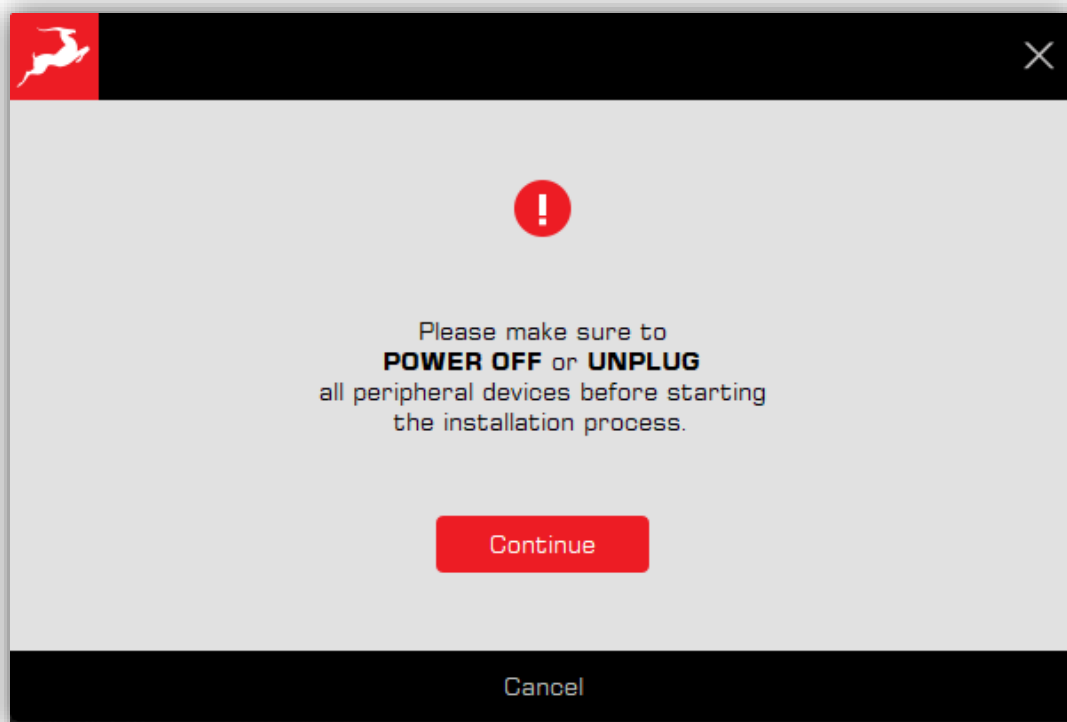 Please make sure to
POWER OFF or UNPLUG
all peripheral devices before starting
the installation process.
Continue
Cancel